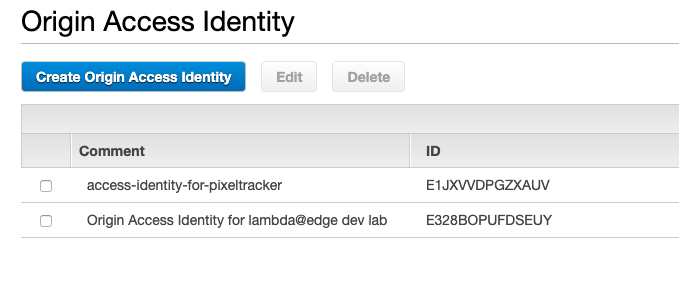 Origin Access Identity
Create Origin Access Identity Edit Delete
Comment ID
access-identity-for-pixeltracker E1JXVVDPGZXAUV
Origin Access Identity for lambda@edge dev lab E328BOPUFDSEUY